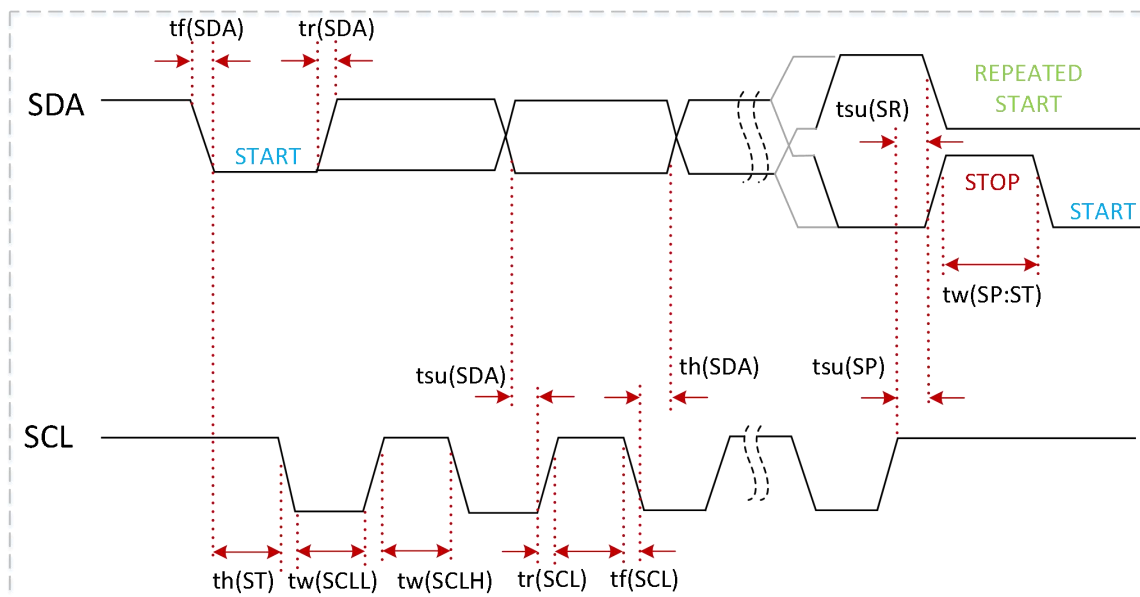 tf(SDA)
tr(SDA)
SDA
START
tsu(SR)
REPEATED
START
STOP
START
tw(SP:ST)
tsu(SDA)
th(SDA)
tsu(SP)
SCL
th(ST)
tw(SCLL)
tw(SCLH)
tr(SCL)
tf(SCL)